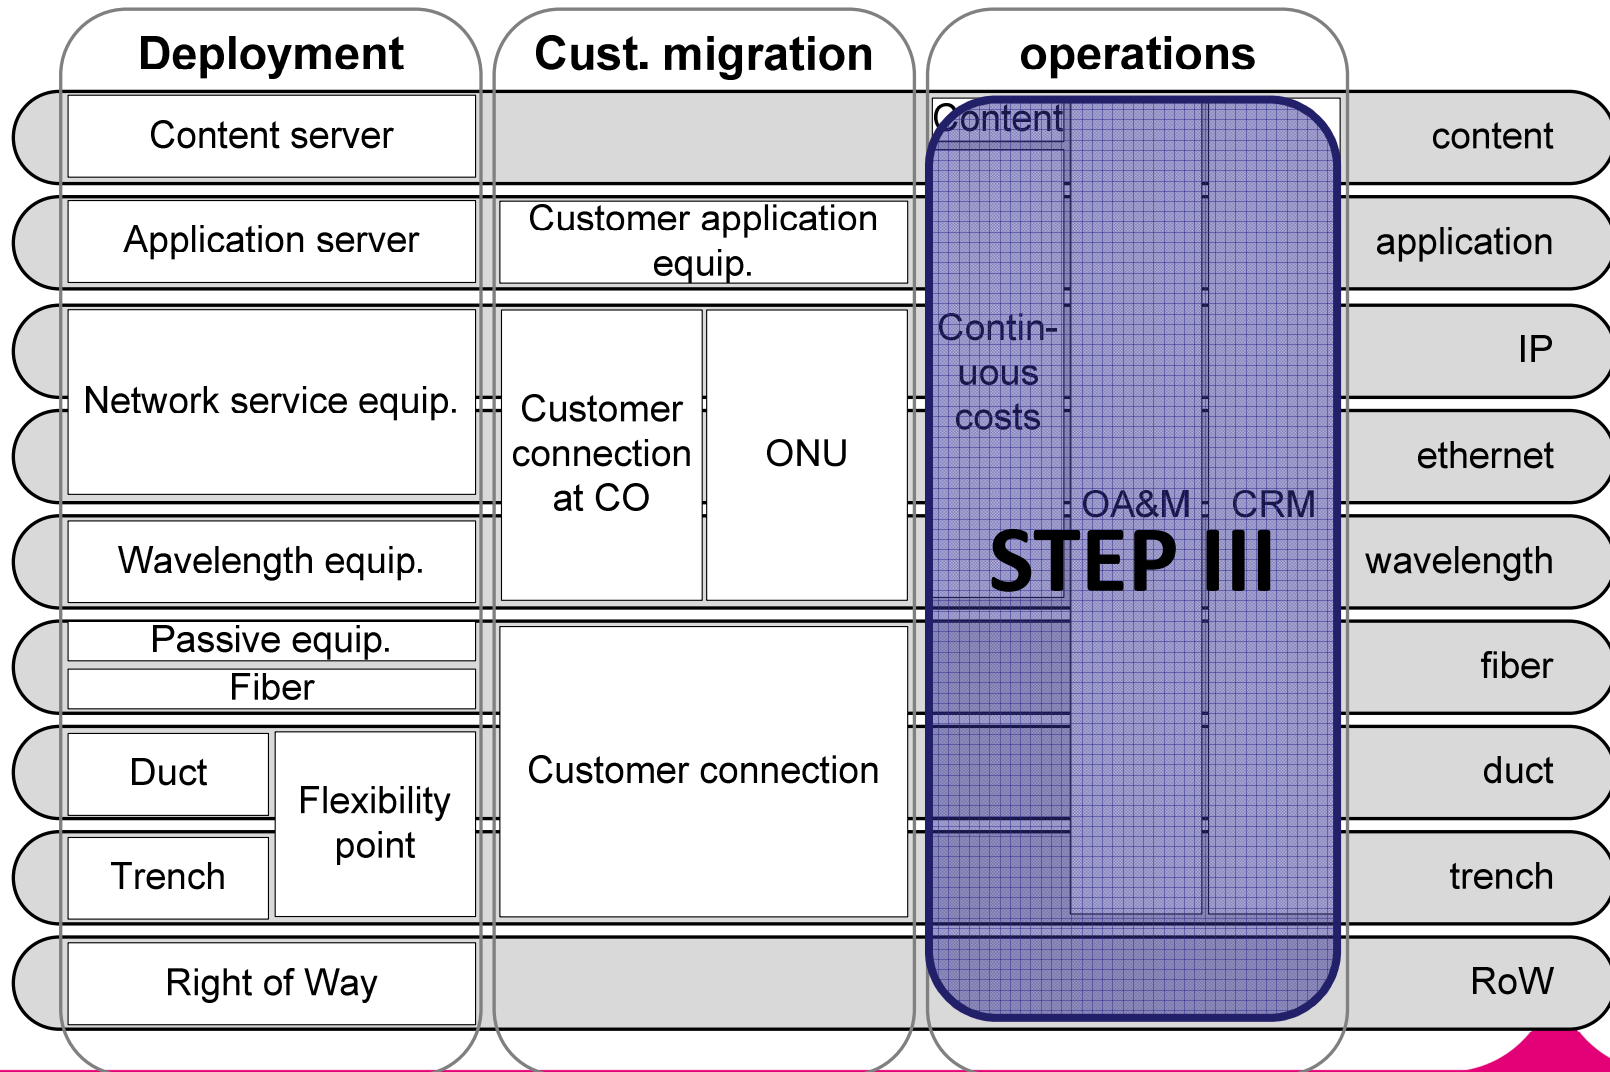 Deployment
Cust. migration
operations
Content server
Content
content
Application server
Customer application
equip.
application
Network service equip.
Customer
connection
at CO
ONU
Contin-
uous
costs
OA&M
CRM
STEP III
IP
ethernet
Wavelength equip.
wavelength
Passive equip.
Fiber
fiber
Customer connection
Duct
Flexibility
point
duct
Trench
trench
Right of Way
RoW